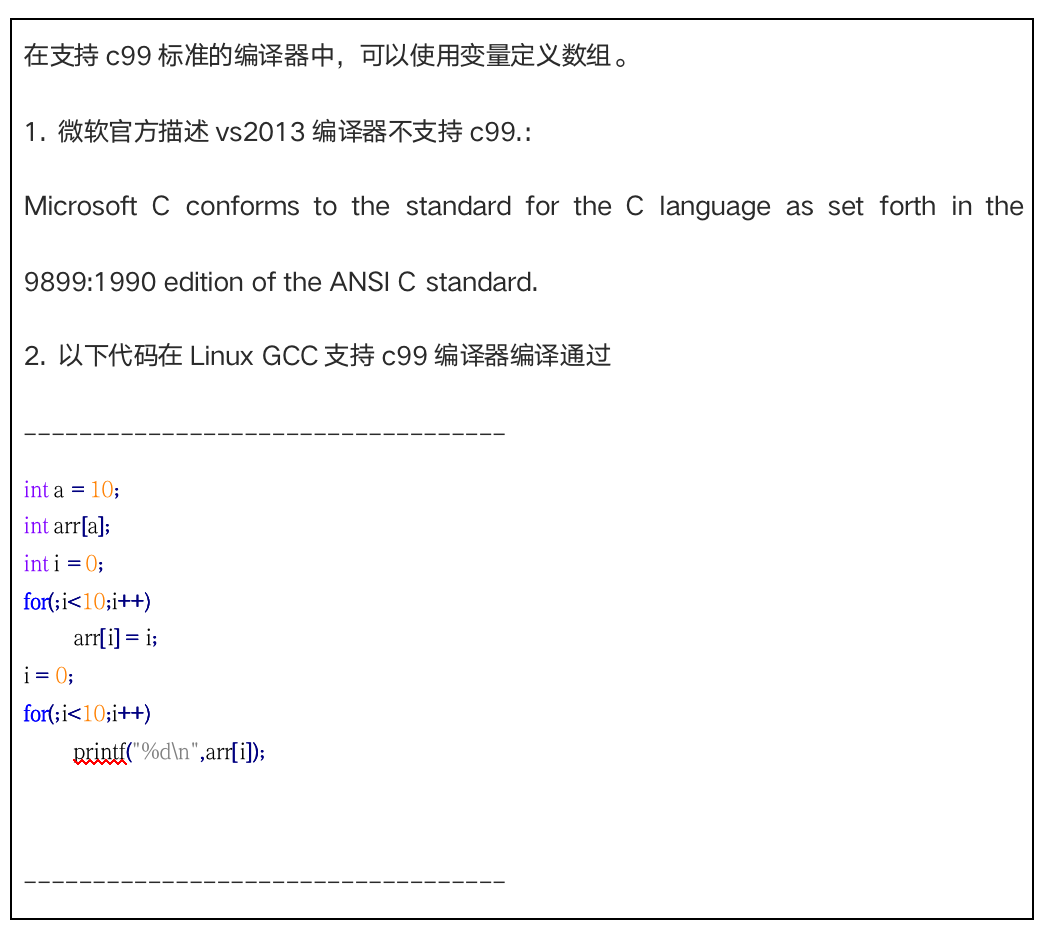 在支持 c99 标准的编译器中，可以使用变量定义数组。
1. 微软官方描述 vs2013 编译器不支持 c99.:
Microsoft C conforms to the standard for the C language as set forth in the
9899:1990 edition of the ANSI C standard.
2. 以下代码在 Linux GCC 支持 c99 编译器编译通过
-----------------------------------
int a = 10;
int arr[a];
int i = 0;
for(;i<10;i++)
    arr[i] = i;
i = 0;
for(;i<10;i++)
    printf("%d\n",arr[i]);
-----------------------------------